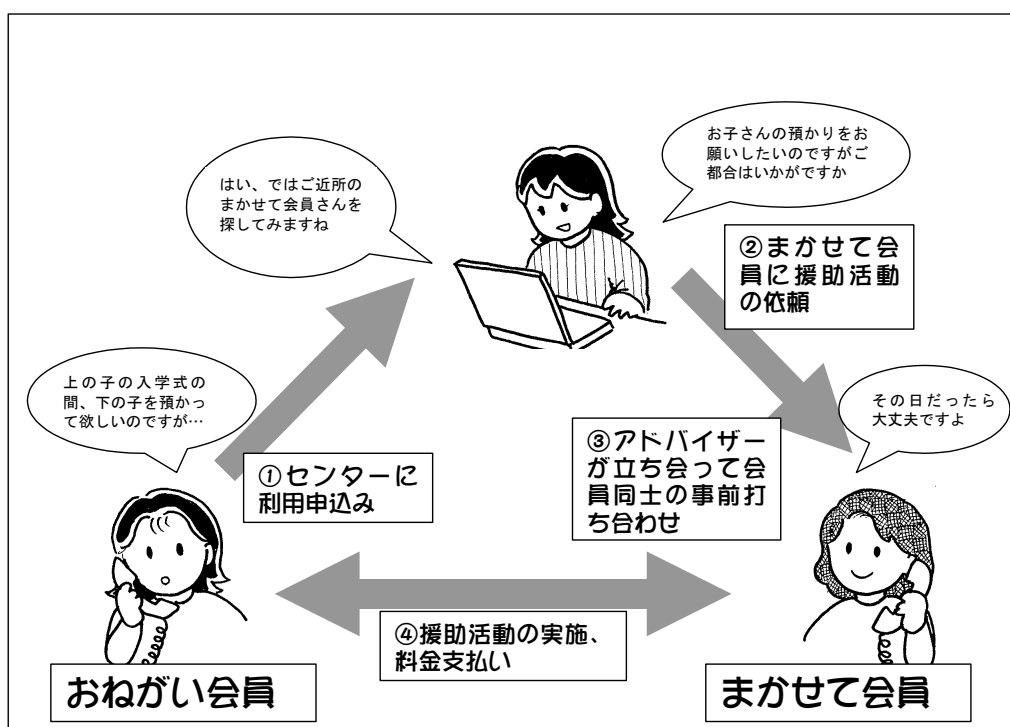 はい、ではご近所の
まかせて会員さんを
探してみますね
お子さんの預かりをお
願いしたいのですがご
都合はいかがですか
②まかせて会
員に援助活動
の依頼
上の子の入学式の
間、下の子を預かっ
て欲しいのですが…
その日だったら
大丈夫ですよ
①センターに
利用申込み
③アドバイザー
が立ち会って会
員同士の事前打
ち合わせ
④援助活動の実施、
料金支払い
おねがい会員
まかせて会員